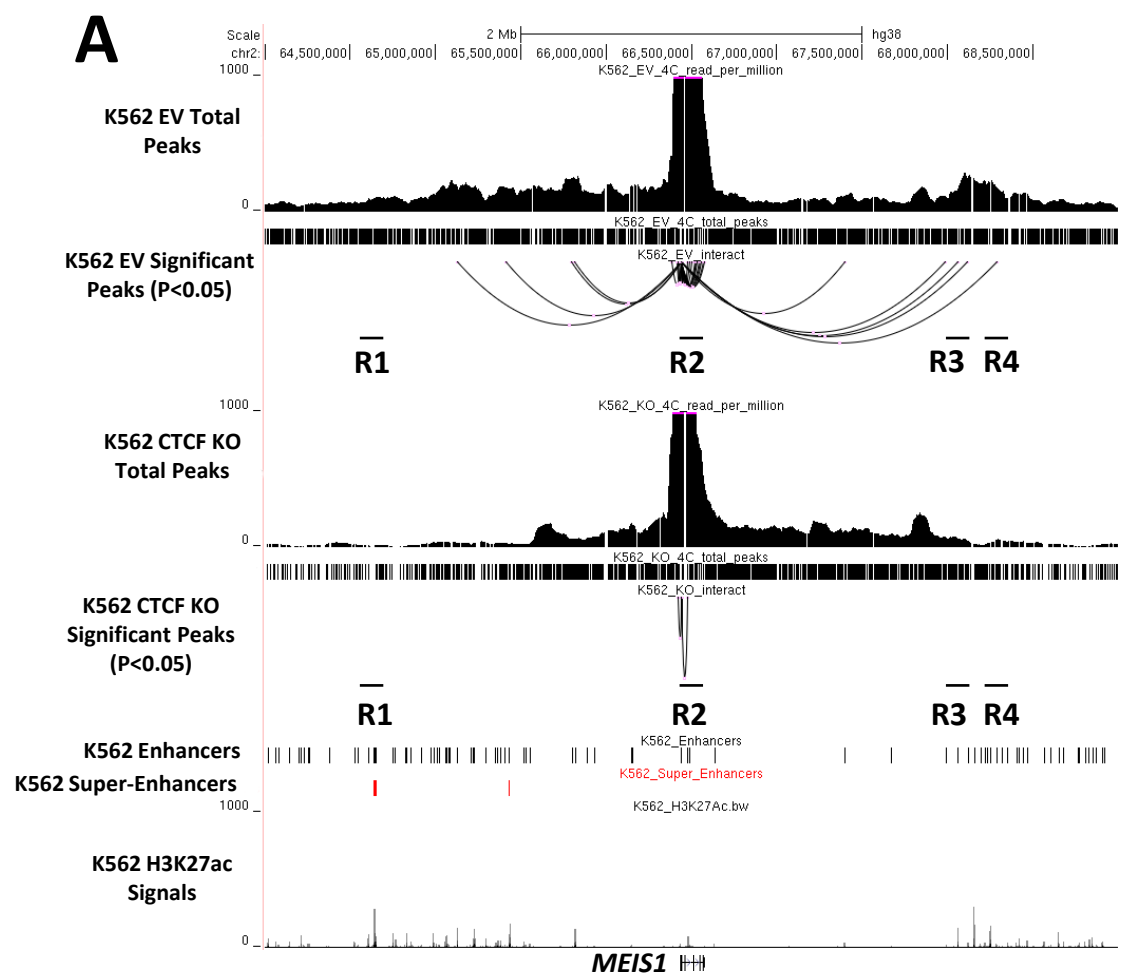 A
Scale
2 Mb
hg38
chr2:
64,500,000|
65,000,000|
65,500,000|
66,000,000|
66,500,000|
67,000,000|
67,500,000|
68,000,000|
68,500,000|
1000
K562_EV_4C_read_per_million
K562 EV Total
Peaks
0
K562_EV_4C_total_peaks
K562_EV_interact
K562 EV Significant
Peaks (P<0.05)
R1
R2
R3
R4
1000
K562_KO_4C_read_per_million
K562 CTCF KO
Total Peaks
0
K562_KO_4C_total_peaks
K562_KO_interact
K562 CTCF KO
Significant Peaks
(P<0.05)
R1
R2
R3
R4
K562 Enhancers
K562_Enhancers
K562 Super-Enhancers
K562_Super_Enhancers
1000
K562_H3K27Ac.bw
K562 H3K27ac
Signals
0
MEIS1